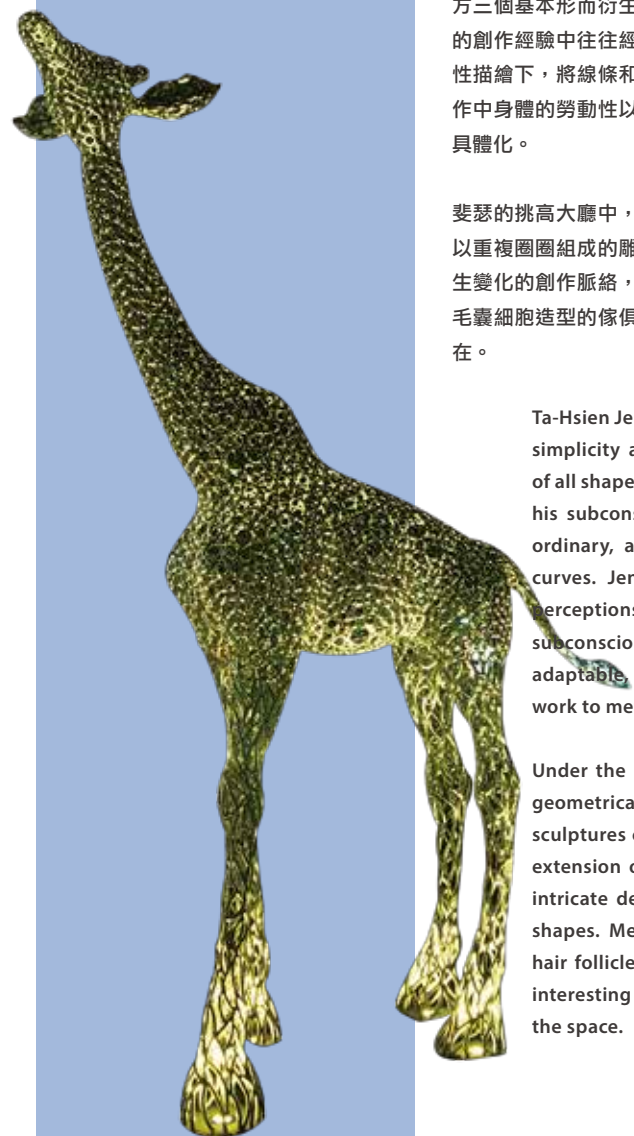 方三個基本形而衍生
的創作經驗中往往經
性描繪下，將線條和
作中身體的勞動性以
具體化。
斐瑟的挑高大廳中，
以重複圈圈組成的雕
生變化的創作脈絡，
毛囊細胞造型的傢俱
在。
Ta-Hsien Je
simplicity a
of all shape
his subcons
ordinary, a
curves. Jen
perceptions
subconscio
adaptable,
work to me
Under the
geometrica
sculptures
extension
intricate de
shapes. Me
hair follicle
interesting
the space.